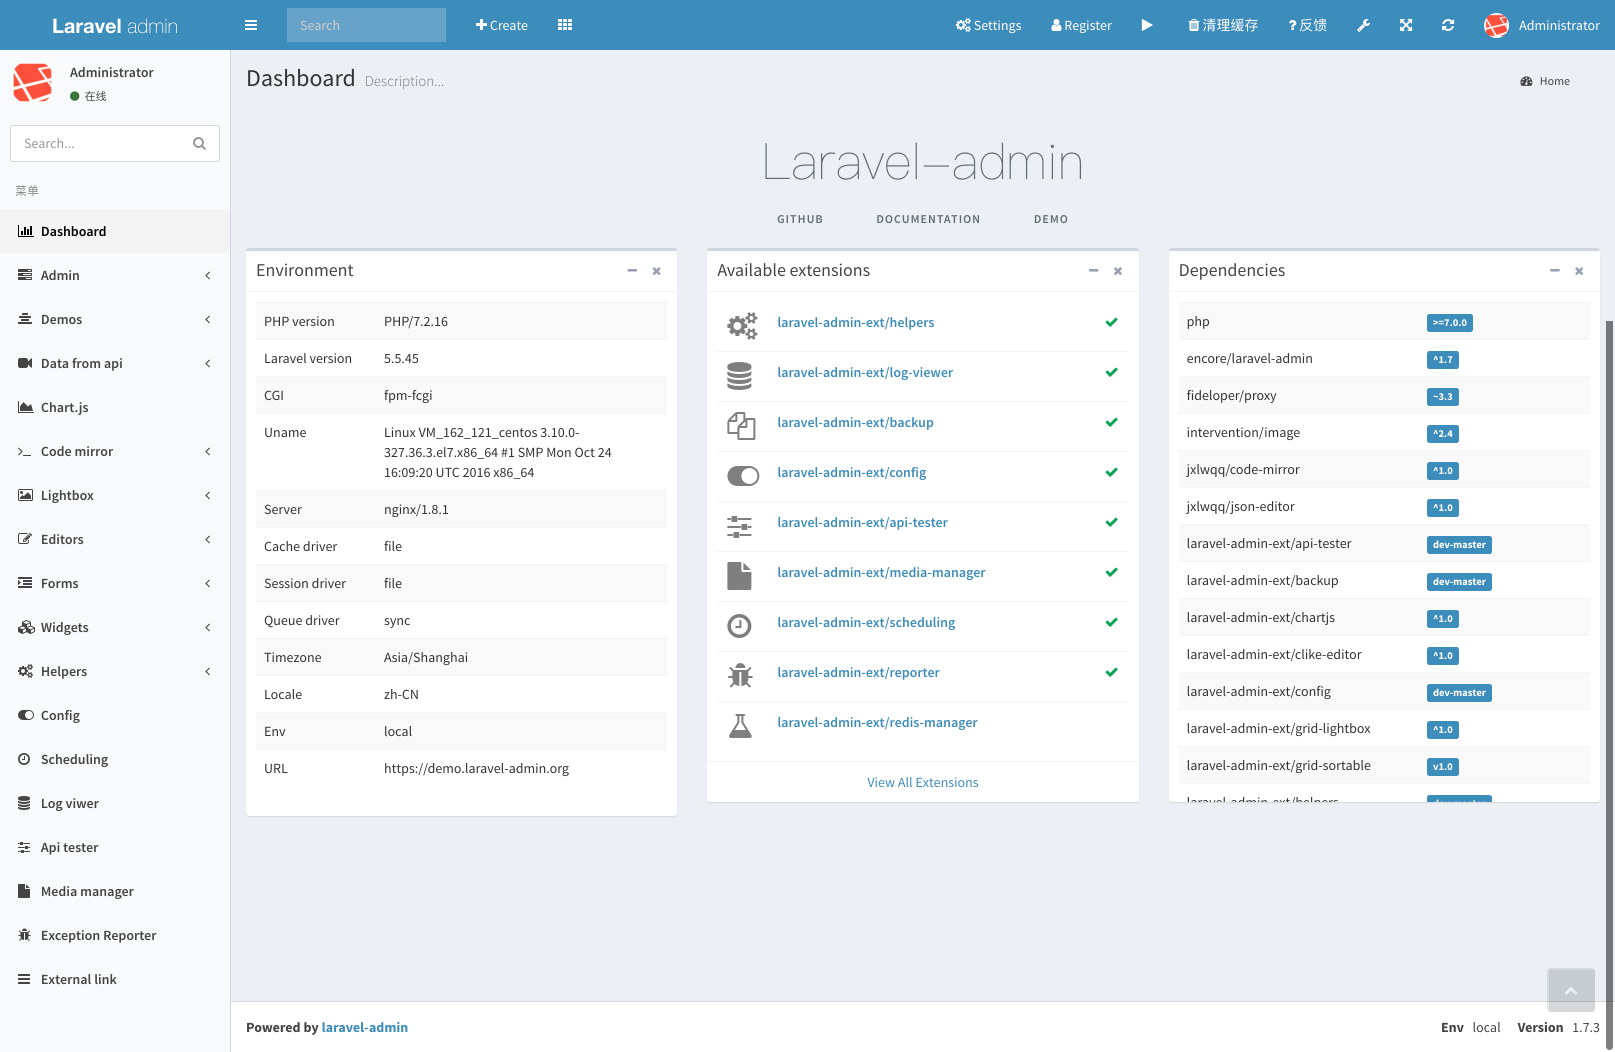 Laravel admin
Search
Create
Settings
Register
清理缓存
? 反馈
Administrator
Administrator
在线
Search...
菜单
Dashboard
Admin
Demos
Data from api
Chart.js
Code mirror
Lightbox
Editors
Forms
Widgets
Helpers
Config
Scheduling
Log viwer
Api tester
Media manager
Exception Reporter
External link
Dashboard Description...
Home
Laravel-admin
GITHUB DOCUMENTATION DEMO
Environment
PHP version PHP/7.2.16
Laravel version 5.5.45
CGI fpm-fcgi
Uname Linux VM_162_121_centos 3.10.0-
327.36.3.el7.x86_64 #1 SMP Mon Oct 24
16:09:20 UTC 2016 x86_64
Server nginx/1.8.1
Cache driver file
Session driver file
Queue driver sync
Timezone Asia/Shanghai
Locale zh-CN
Env local
URL https://demo.laravel-admin.org
Available extensions
laravel-admin-ext/helpers
laravel-admin-ext/log-viewer
laravel-admin-ext/backup
laravel-admin-ext/config
laravel-admin-ext/api-tester
laravel-admin-ext/media-manager
laravel-admin-ext/scheduling
laravel-admin-ext/reporter
laravel-admin-ext/redis-manager
View All Extensions
Dependencies
php >=7.0.0
encore/laravel-admin ^1.7
fideloper/proxy ~3.3
intervention/image ^2.4
jxlwqq/code-mirror ^1.0
jxlwqq/json-editor ^1.0
laravel-admin-ext/api-tester dev-master
laravel-admin-ext/backup dev-master
laravel-admin-ext/chartjs ^1.0
laravel-admin-ext/clike-editor ^1.0
laravel-admin-ext/config dev-master
laravel-admin-ext/grid-lightbox ^1.0
laravel-admin-ext/grid-sortable v1.0
laravel-admin-ext/helpers dev-master
Powered by laravel-admin
Env local Version 1.7.3